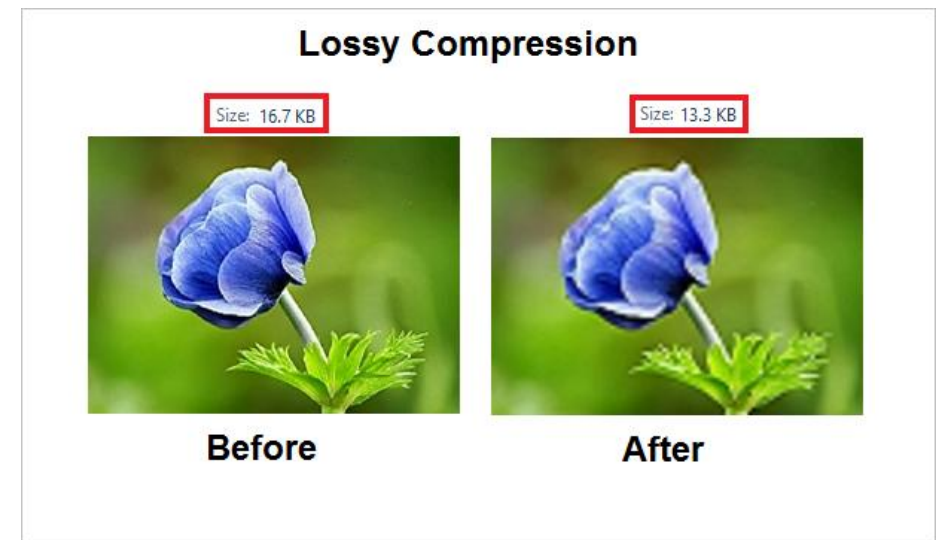 Lossy Compression
Size: 16.7 KB
Size: 13.3 KB
Before
After